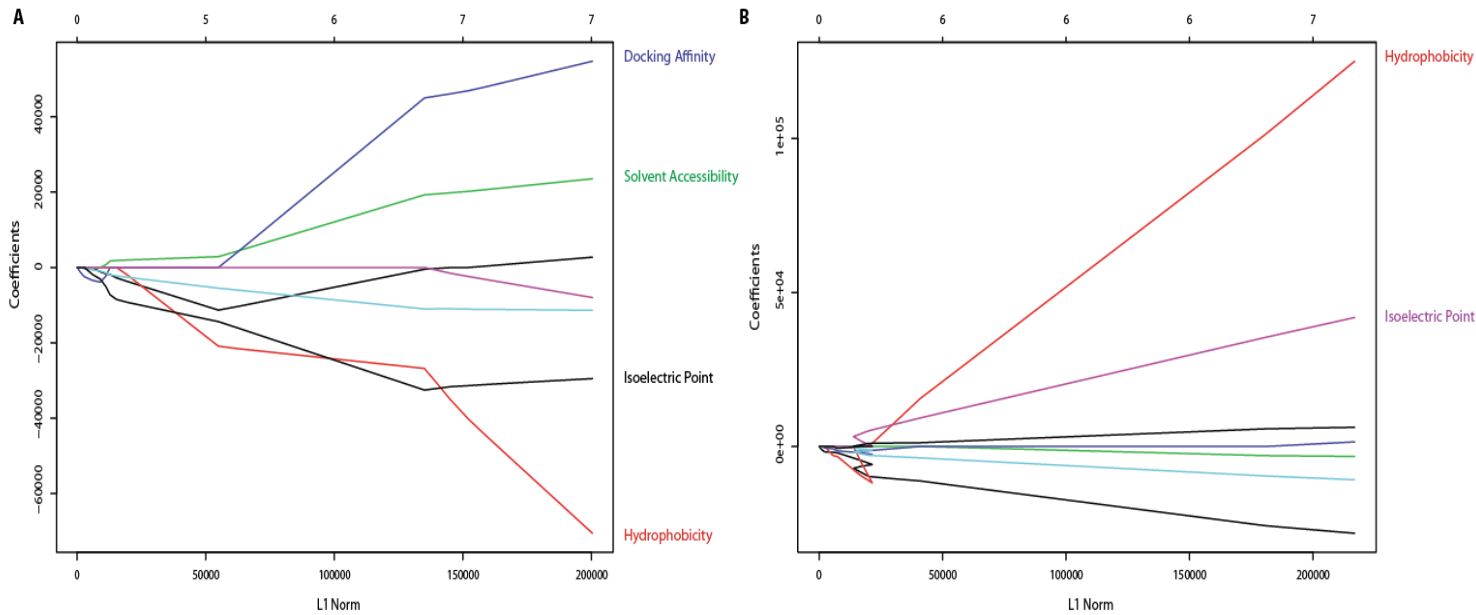 A
0 5 6 7 7
Docking Affinity
Solvent Accessibility
Isoelectric Point
Hydrophobicity
Coefficients
40000
20000
0
−20000
−40000
−60000
0 50000 100000 150000 200000
L1 Norm
B
0 6 6 6 7
Hydrophobicity
Isoelectric Point
Coefficients
1e+05
5e+04
0e+00
0 50000 100000 150000 200000
L1 Norm